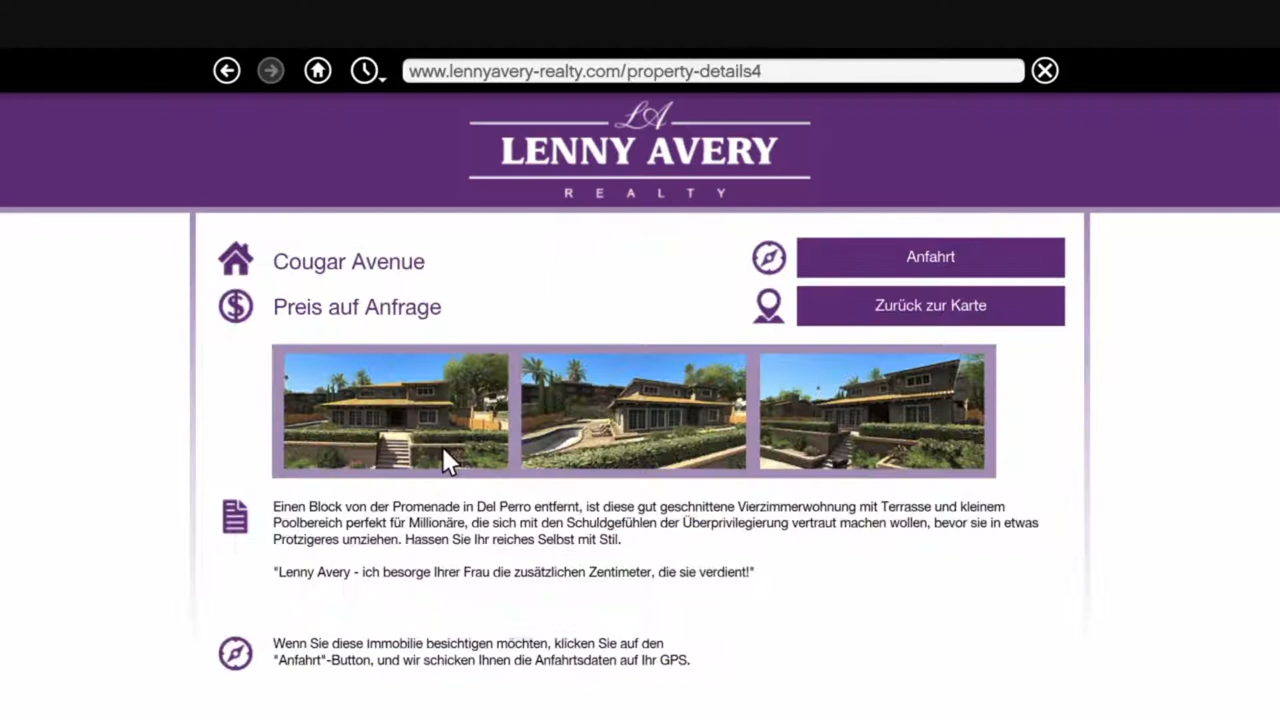 www.lennyavery-realty.com/property-details4
LA
LENNY AVERY
REALTY
Cougar Avenue
Anfahrt
Preis auf Anfrage
Zurück zur Karte
Einen Block von der Promenade in Del Perro entfernt, ist diese gut geschnittene Vierzimmerwohnung mit Terrasse und kleinem
Poolbereich perfekt für Millionäre, die sich mit den Schuldgefühlen der Überprivilegierung vertraut machen wollen, bevor sie in etwas
Protzigeres umziehen. Hassen Sie Ihr reiches Selbst mit Stil.
"Lenny Avery - ich besorge Ihrer Frau die zusätzlichen Zentimeter, die sie verdient!"
Wenn Sie diese Immobilie besichtigen möchten, klicken Sie auf den
"Anfahrt"-Button, und wir schicken Ihnen die Anfahrtsdaten auf Ihr GPS.